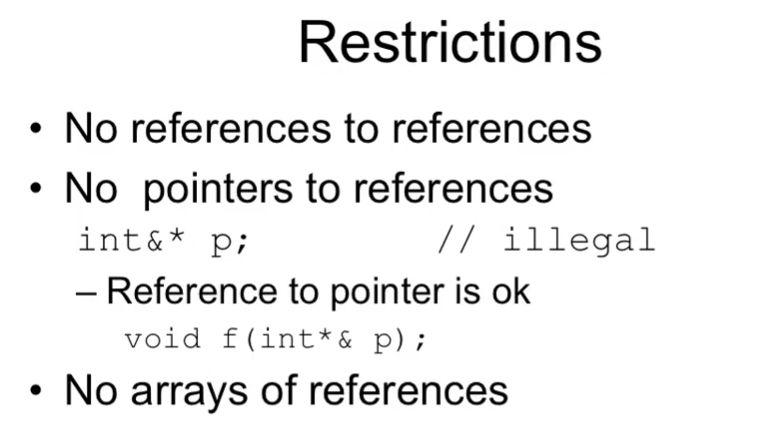 Restrictions
• No references to references
• No pointers to references
int&* p; // illegal
– Reference to pointer is ok
void f(int*& p);
• No arrays of references